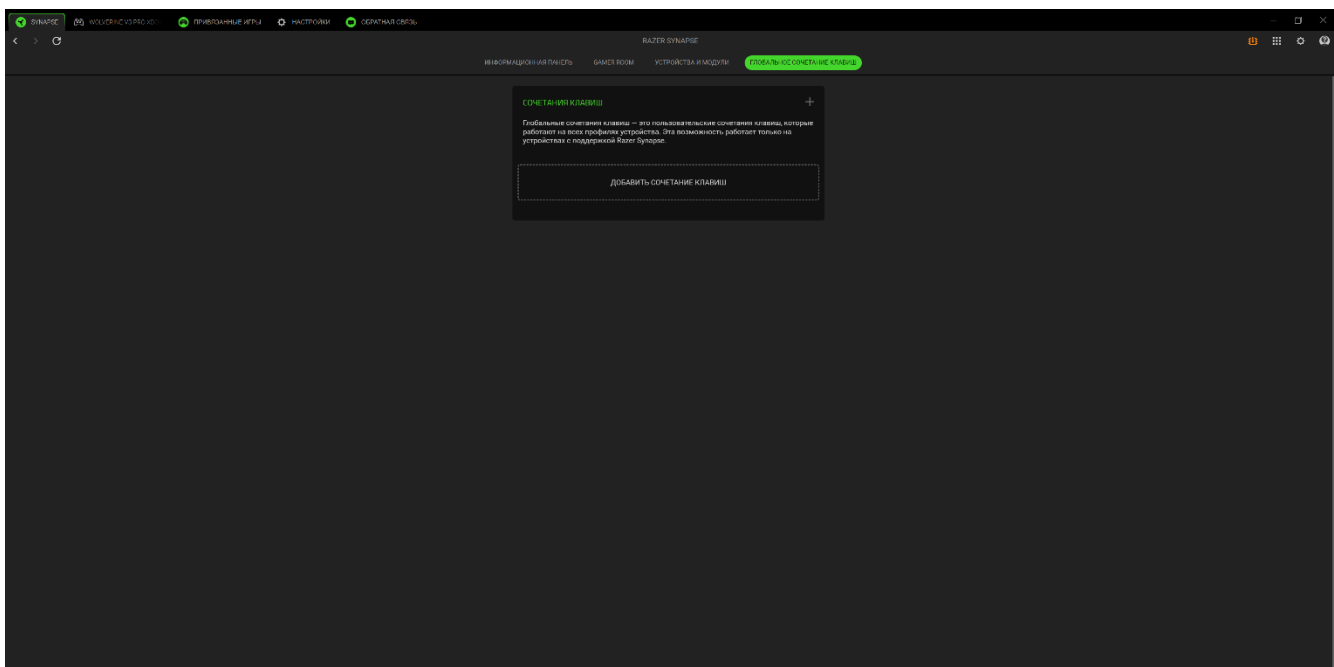 SYNAPSE
WOLVERINE V3 PRO XBO
ПРИВЯЗАННЫЕ ИГРЫ
НАСТРОЙКИ
ОБРАТНАЯ СВЯЗЬ
RAZER SYNAPSE
ИНФОРМАЦИОННАЯ ПАНЕЛЬ
GAMER ROOM
УСТРОЙСТВА И МОДУЛИ
ГЛОБАЛЬНОЕ СОЧЕТАНИЕ КЛАВИШ
СОЧЕТАНИЯ КЛАВИШ
Глобальные сочетания клавиш — это пользовательские сочетания клавиш, которые
работают на всех профилях устройства. Эта возможность работает только на
устройствах с поддержкой Razer Synapse.
ДОБАВИТЬ СОЧЕТАНИЕ КЛАВИШ